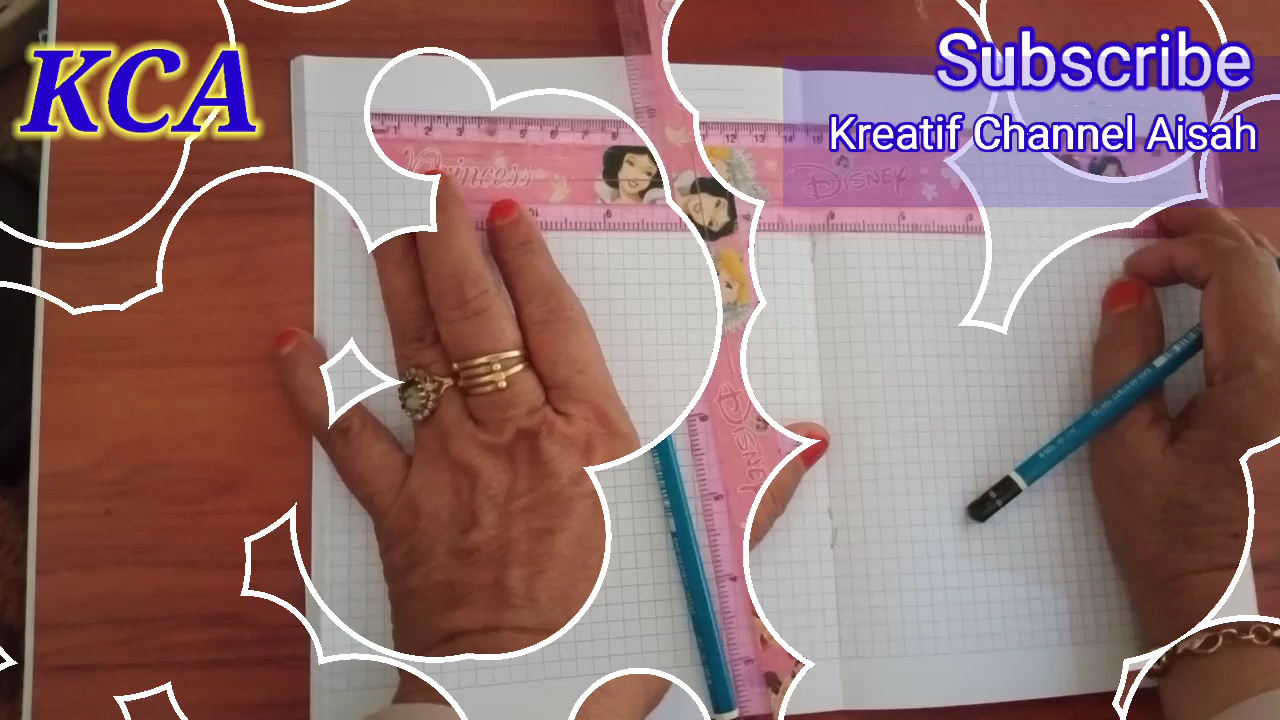 KCA
Subscribe
Kreatif Channel Aisah
Princess
DISNEY
DISNEY